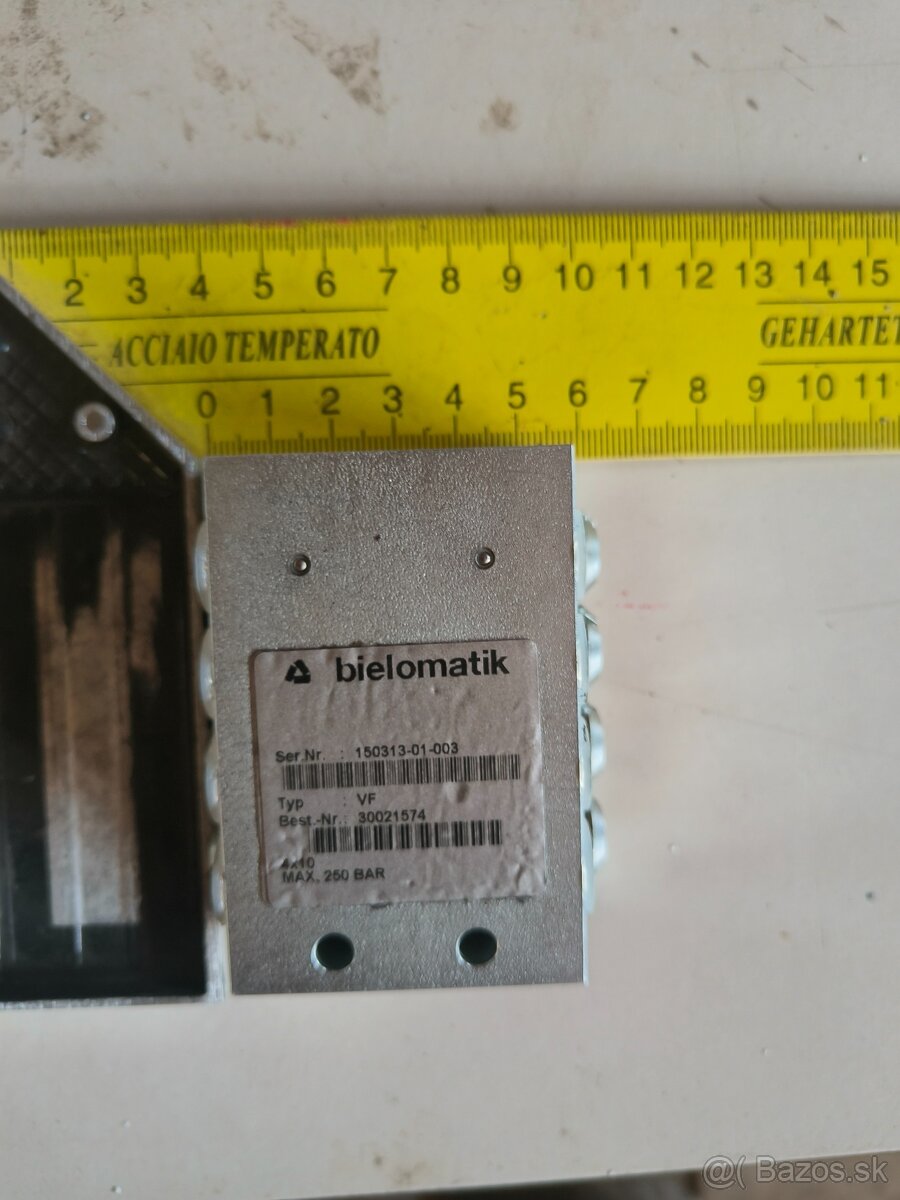 2 3 4 5 6 7 8 9 10 11 12 13 14 15
ACCIAIO TEMPERATO GEHARTET
0 1 2 3 4 5 6 7 8 9 10 11
bielomatik
Ser.Nr. : 150313-01-003
Typ : VF
Best.-Nr.: 30021574
4x10
MAX. 250 BAR
@( Bazos.sk